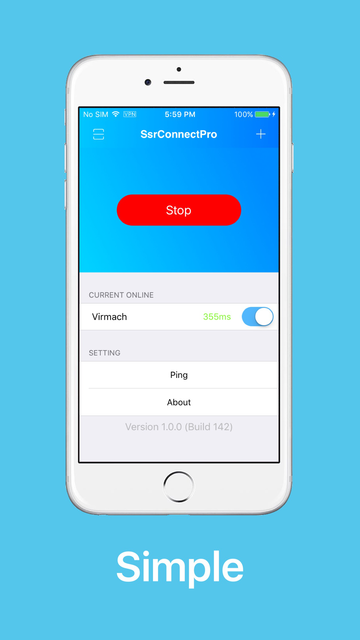 No SIM VPN 5:59 PM 100%
SsrConnectPro
Stop
CURRENT ONLINE
Virmach 355ms
SETTING
Ping
About
Version 1.0.0 (Build 142)
Simple